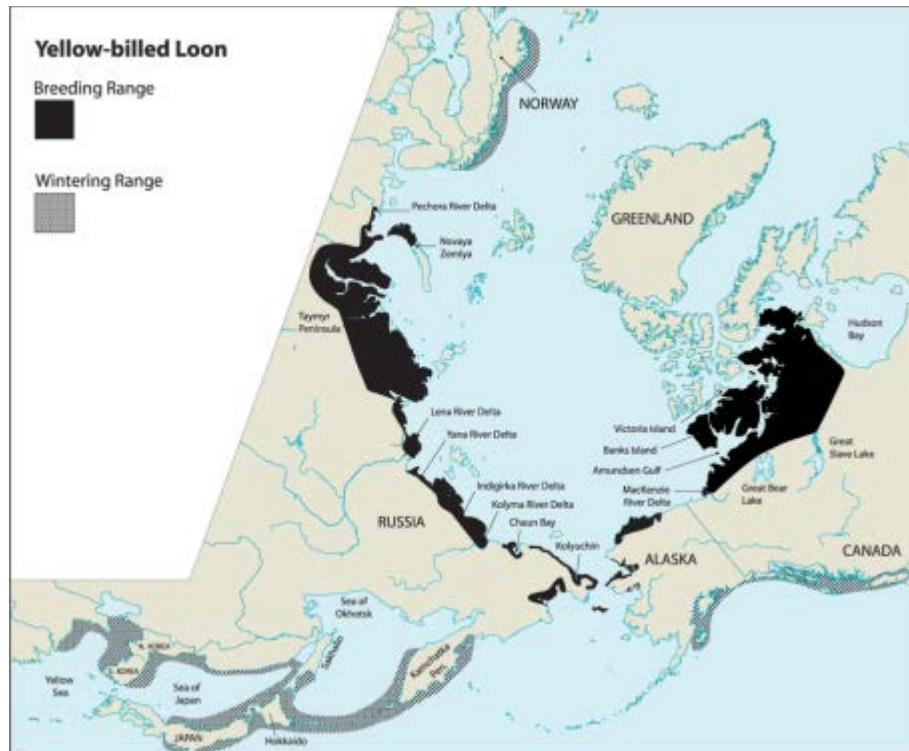 Yellow-billed Loon
Breeding Range
Wintering Range
NORWAY
Pechora River Delta
GREENLAND
Novaya
Zemlya
Taymyr
Peninsula
Hudson
Bay
Lena River Delta
Victoria Island
Yana River Delta
Banks Island
Great
Slave Lake
Amundsen Gulf
Indigirka River Delta
MacKenzie
River Delta
Great Bear
Lake
Kolyma River Delta
RUSSIA
Chaun Bay
Kolyuchin
ALASKA
CANADA
Sea of
Okhotsk
N. KOREA
Sakhalin
Kamchatka
Pen.
S. KOREA
Yellow
Sea
Sea of
Japan
JAPAN
Hokkaido